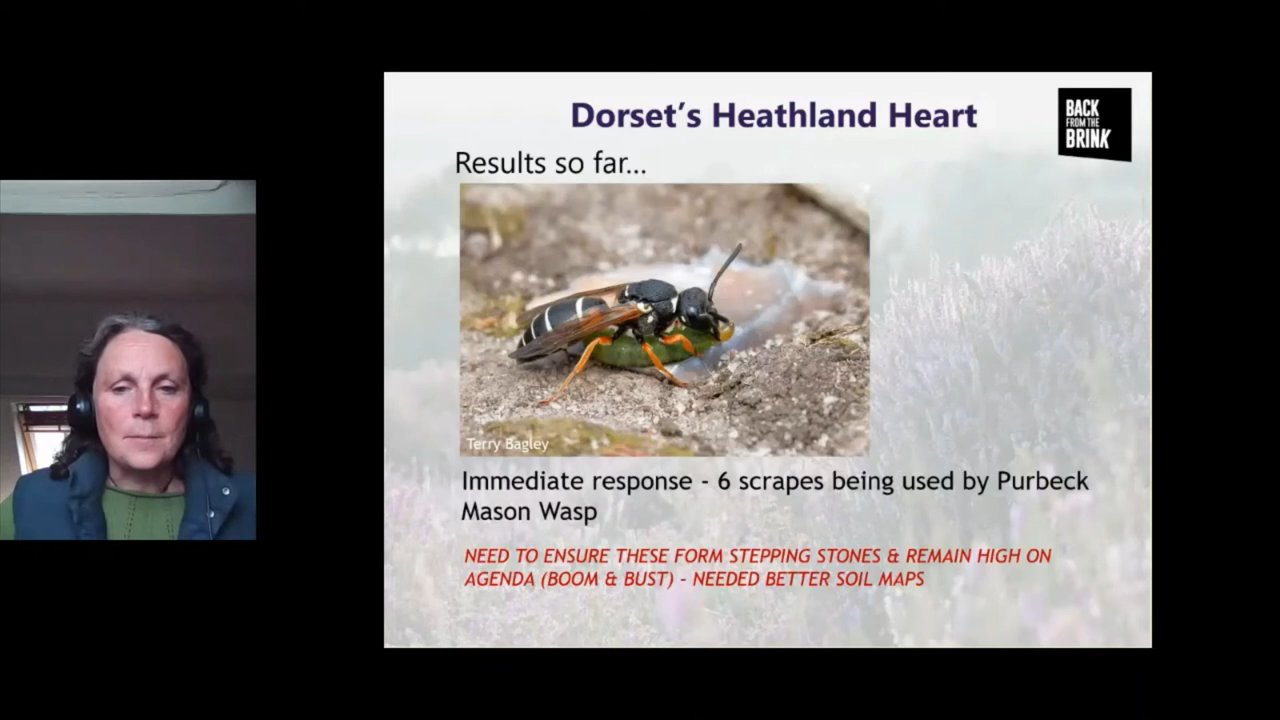 Dorset's Heathland Heart
BACK
FROM THE
BRINK
Results so far...
Terry Bagley
Immediate response - 6 scrapes being used by Purbeck
Mason Wasp
NEED TO ENSURE THESE FORM STEPPING STONES & REMAIN HIGH ON
AGENDA (BOOM & BUST) - NEEDED BETTER SOIL MAPS